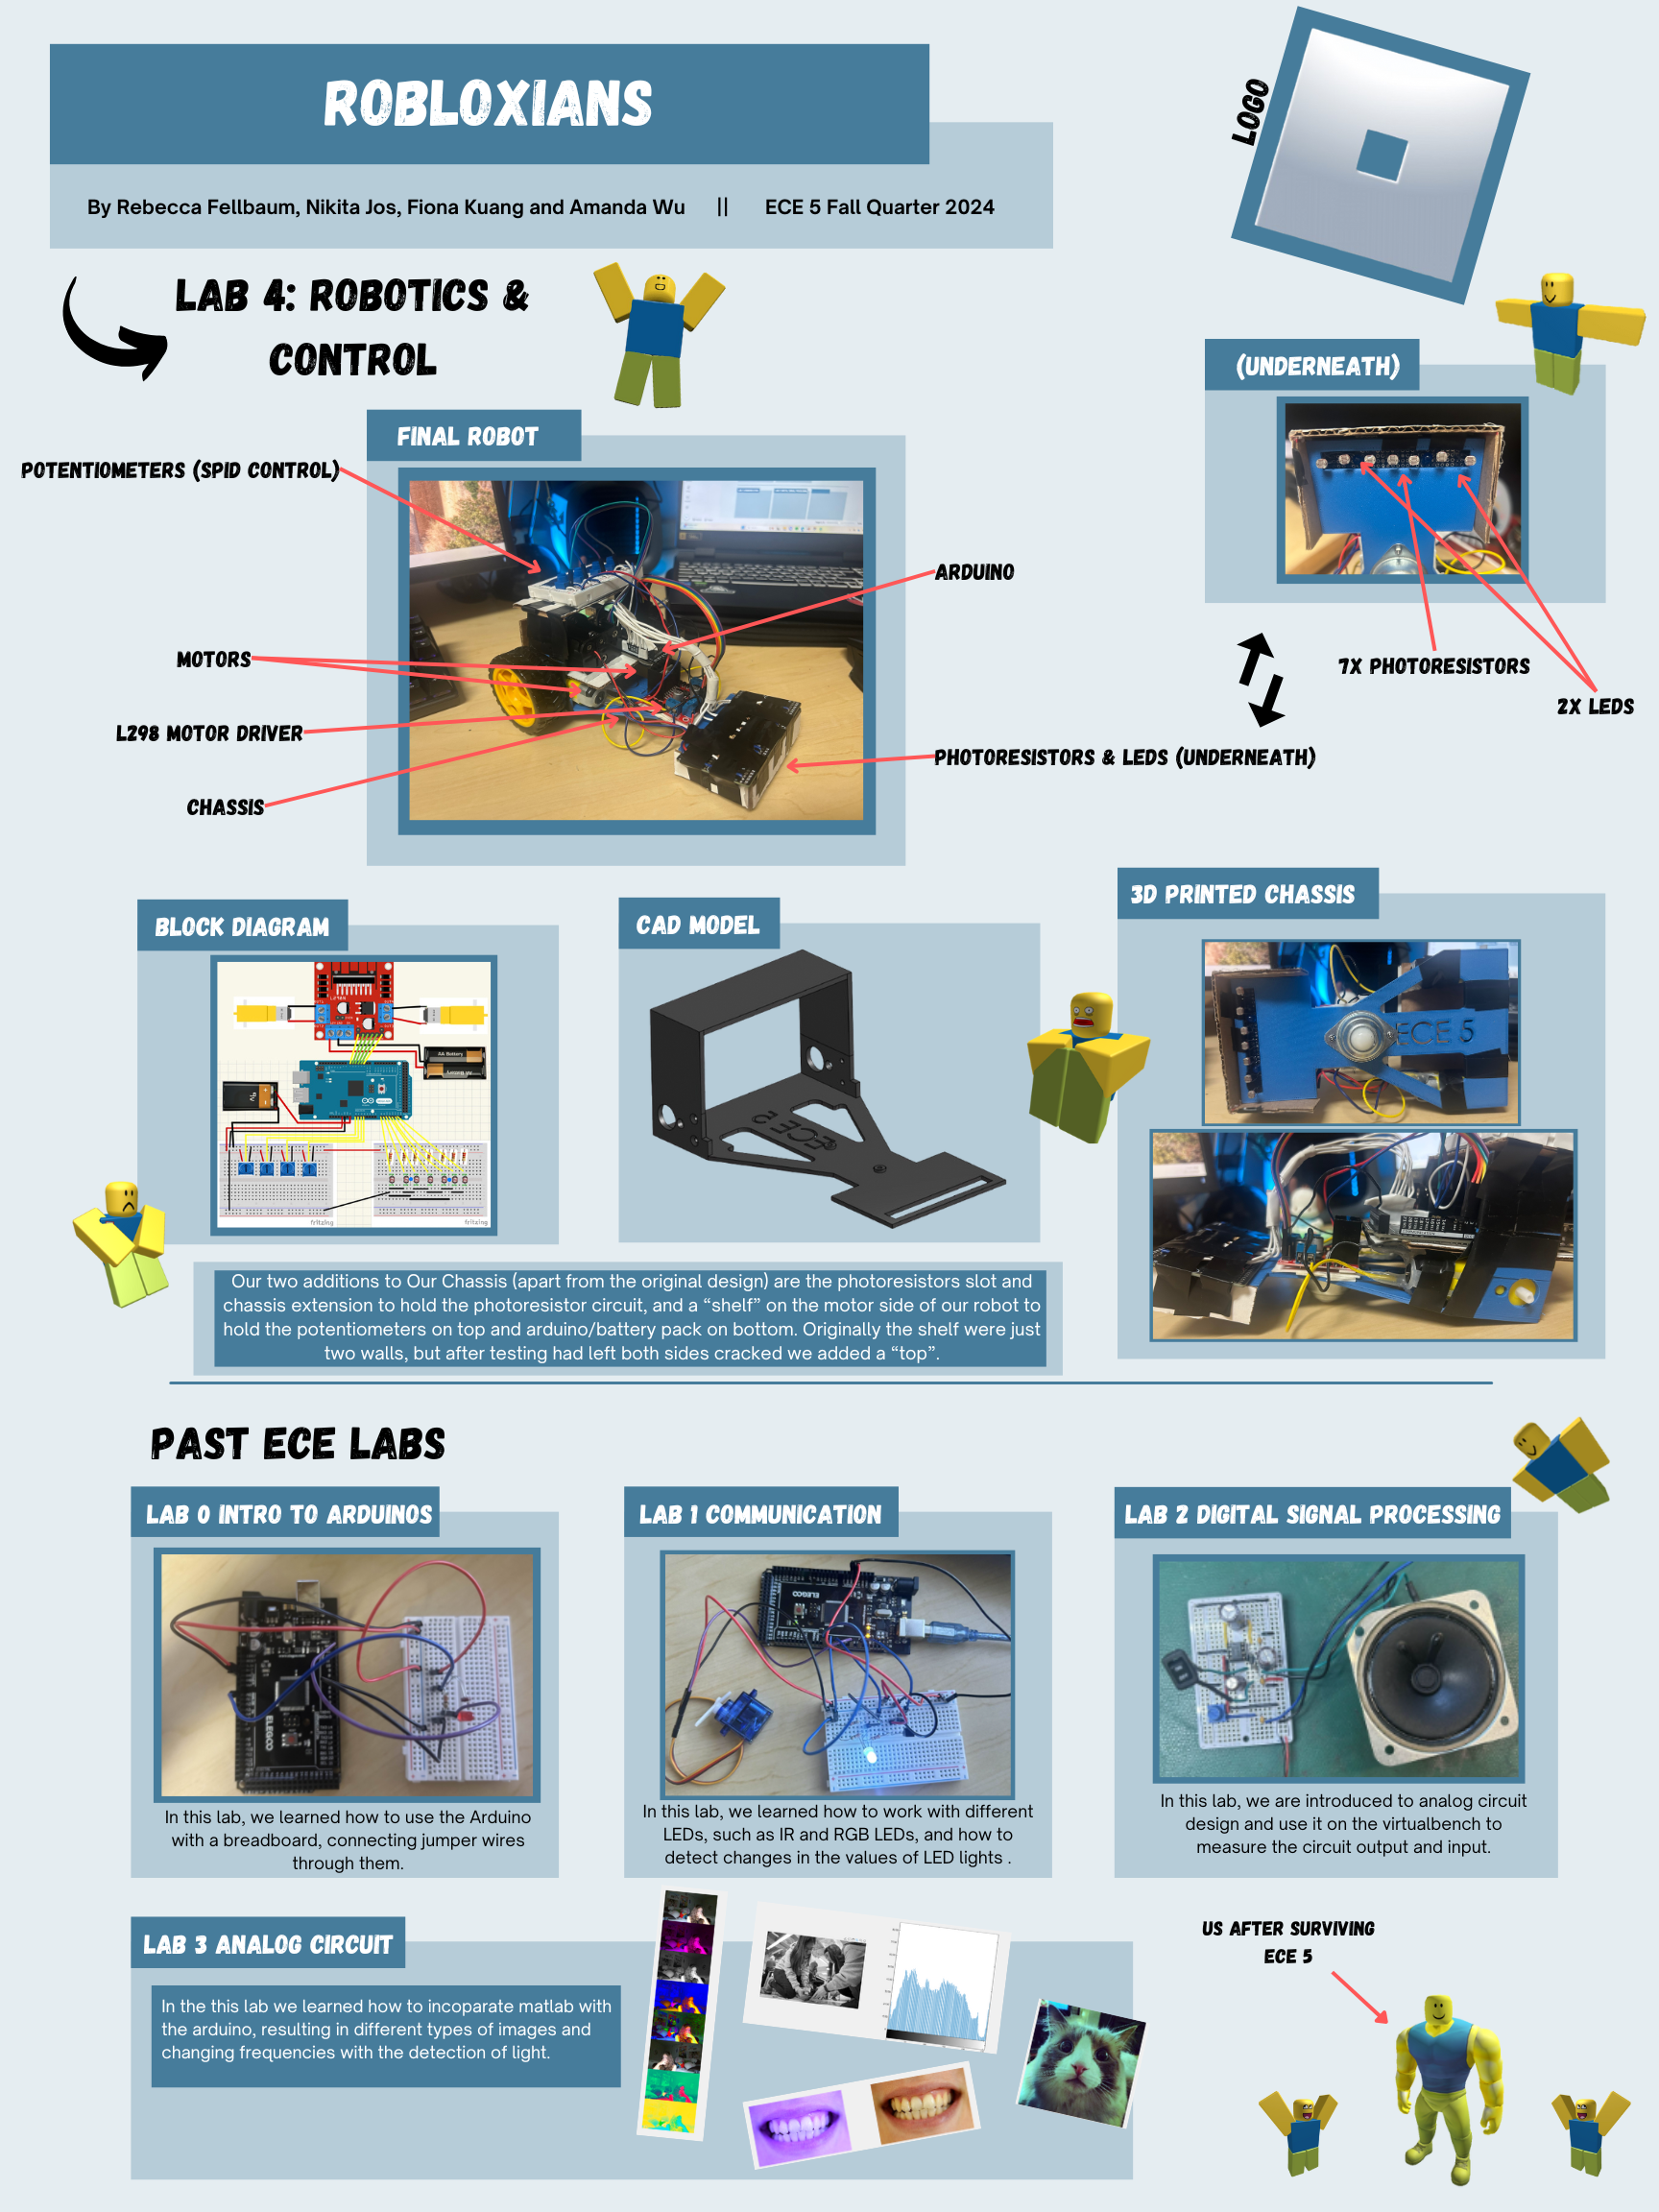 ROBLOXIANS
By Rebecca Fellbaum, Nikita Jos, Fiona Kuang and Amanda Wu || ECE 5 Fall Quarter 2024
LOGO
LAB 4: ROBOTICS &
CONTROL
(UNDERNEATH)
FINAL ROBOT
POTENTIOMETERS (SPID CONTROL)
ARDUINO
MOTORS
7X PHOTORESISTORS
2X LEDS
L298 MOTOR DRIVER
PHOTORESISTORS & LEDS (UNDERNEATH)
CHASSIS
BLOCK DIAGRAM
CAD MODEL
3D PRINTED CHASSIS
AA Battery
AA Battery
9V
fritzing
fritzing
ECE 5
ECE 5
Our two additions to Our Chassis (apart from the original design) are the photoresistors slot and
chassis extension to hold the photoresistor circuit, and a “shelf” on the motor side of our robot to
hold the potentiometers on top and arduino/battery pack on bottom. Originally the shelf were just
two walls, but after testing had left both sides cracked we added a “top”.
PAST ECE LABS
LAB 0 INTRO TO ARDUINOS
LAB 1 COMMUNICATION
LAB 2 DIGITAL SIGNAL PROCESSING
ELEGOO
ELEGOO
In this lab, we learned how to use the Arduino
with a breadboard, connecting jumper wires
through them.
In this lab, we learned how to work with different
LEDs, such as IR and RGB LEDs, and how to
detect changes in the values of LED lights .
In this lab, we are introduced to analog circuit
design and use it on the virtualbench to
measure the circuit output and input.
LAB 3 ANALOG CIRCUIT
In the this lab we learned how to incoparate matlab with
the arduino, resulting in different types of images and
changing frequencies with the detection of light.
US AFTER SURVIVING
ECE 5